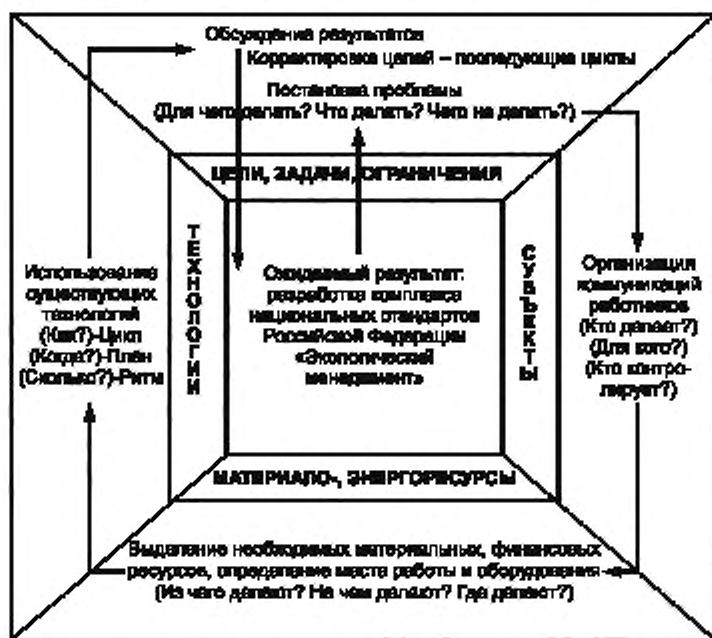 Обсуждение результатов
Корректировка целей – последующие циклы
Постановка проблемы
(Для чего делать? Что делать? Чего не делать?)
ЦЕЛИ, ЗАДАЧИ, ОГРАНИЧЕНИЯ
ТЕХНОЛОГИИ
Использование
существующих
технологий
(Как?)-Цикл
(Когда?)-План
(Сколько?)-Ритм
Ожидаемый результат:
разработка комплекса
национальных стандартов
Российской Федерации
«Экологический
менеджмент»
СУБЪЕКТЫ
Организация
коммуникаций
работников
(Кто делает?)
(Для кого?)
(Кто контро-
лирует?)
МАТЕРИАЛО-, ЭНЕРГОРЕСУРСЫ
Выделение необходимых материальных, финансовых
ресурсов, определение места работы и оборудования
(Из чего делают? На чем делают? Где делают?)